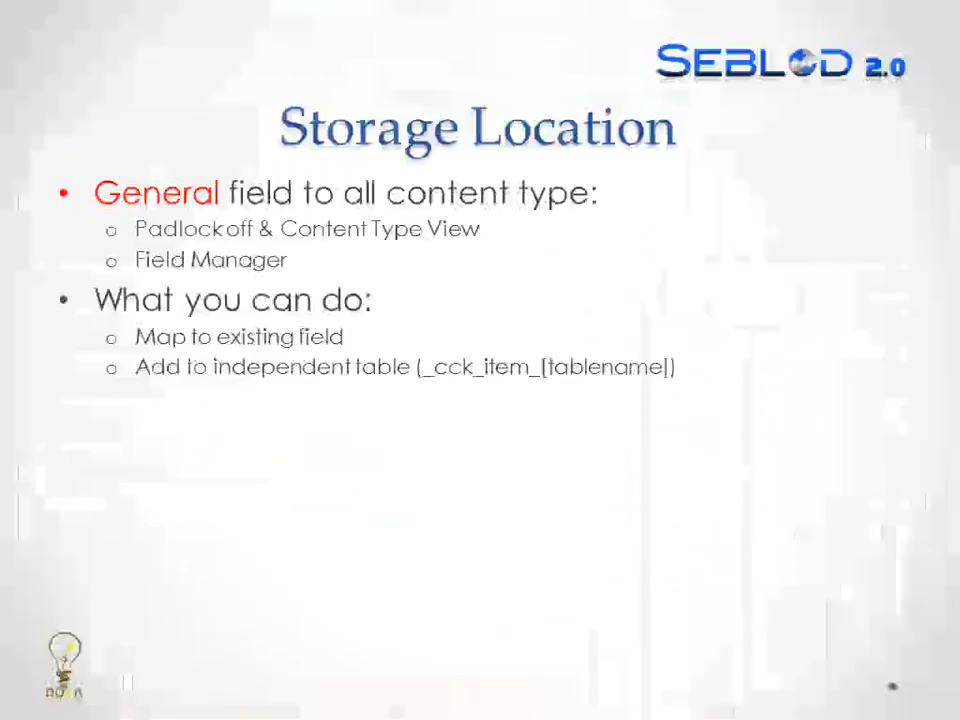 SEBLOD 2.0
Storage Location
• General field to all content type:
o Padlock off & Content Type View
o Field Manager
• What you can do:
o Map to existing field
o Add to independent table (_cck_item_[tablename])